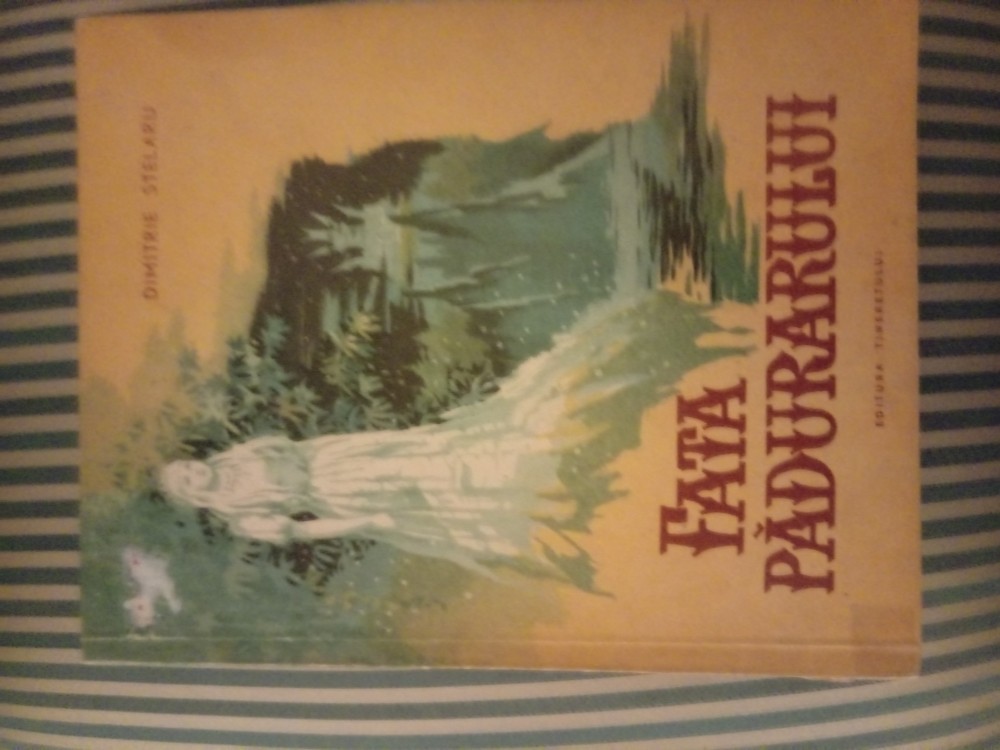 DIMITRIE STELARU
FATA
PĂDURARULUI
EDITURA TINERETULUI